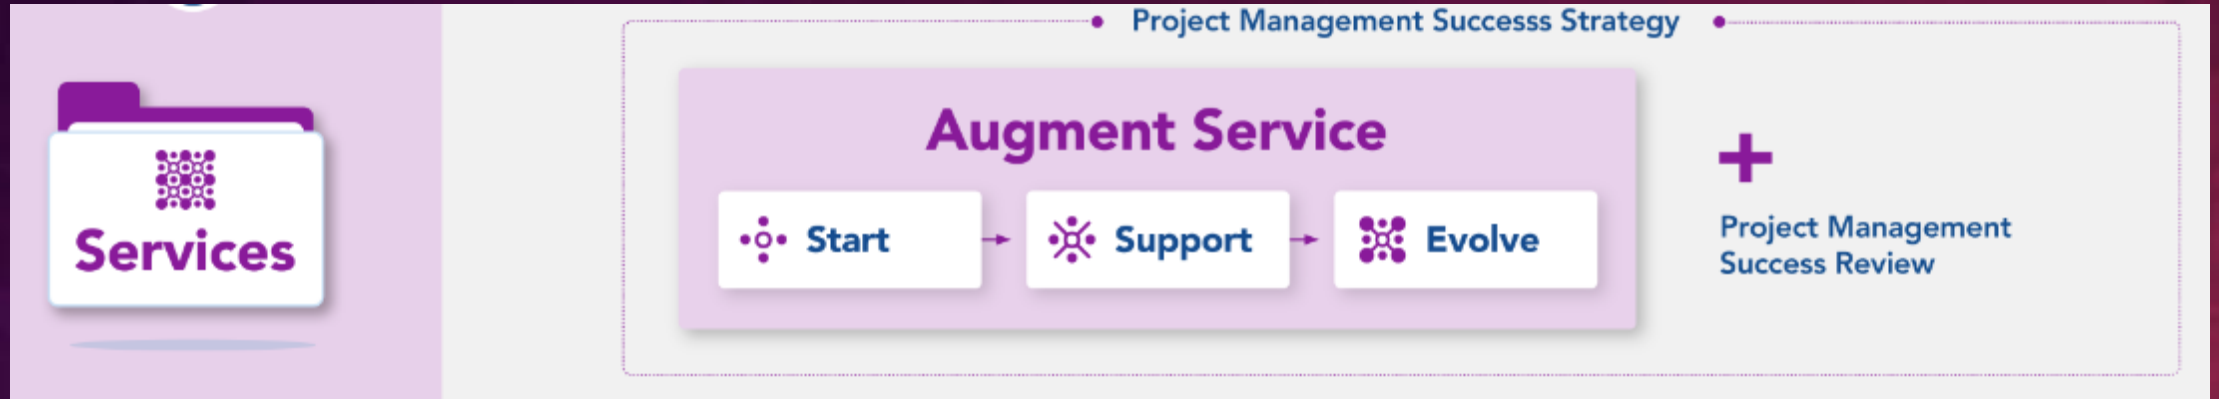 Project Management Successs Strategy
Services
Augment Service
Start
Support
Evolve
Project Management
Success Review